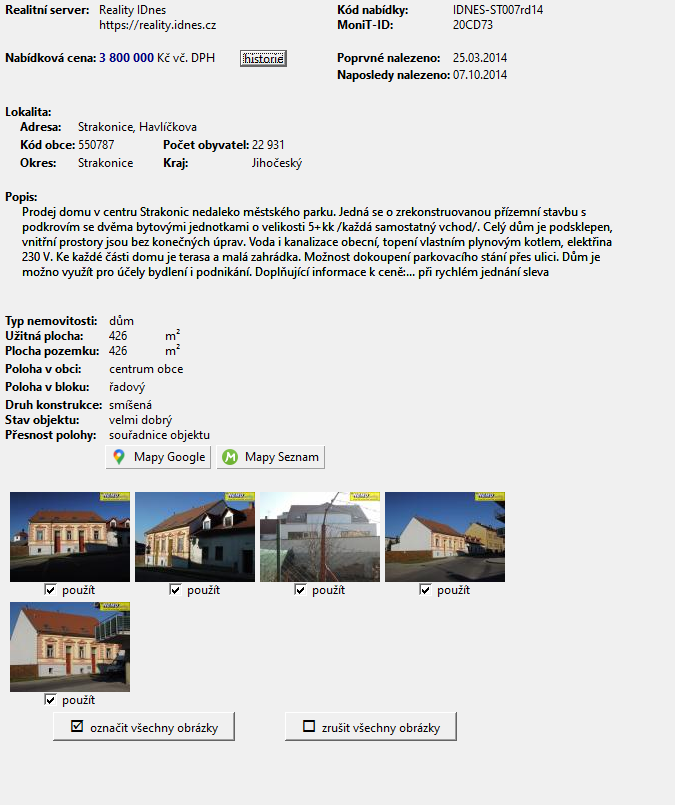 Realitní server: Reality IDnes Kód nabídky: IDNES-ST007rd14
https://reality.idnes.cz MoniT-ID: 20CD73
Nabídková cena: 3 800 000 Kč vč. DPH historie Poprvné nalezeno: 25.03.2014
Naposledy nalezeno: 07.10.2014
Lokalita:
Adresa: Strakonice, Havlíčkova
Kód obce: 550787 Počet obyvatel: 22 931
Okres: Strakonice Kraj: Jihočeský
Popis:
Prodej domu v centru Strakonic nedaleko městského parku. Jedná se o zrekonstruovanou přízemní stavbu s
podkrovím se dvěma bytovými jednotkami o velikosti 5+kk /každá samostatný vchod/. Celý dům je podsklepen,
vnitřní prostory jsou bez konečných úprav. Voda i kanalizace obecní, topení vlastním plynovým kotlem, elektřina
230 V. Ke každé části domu je terasa a malá zahrádka. Možnost dokoupení parkovacího stání přes ulici. Dům je
možno využít pro účely bydlení i podnikání. Doplňující informace k ceně:... při rychlém jednání sleva
Typ nemovitosti: dům
Užitná plocha: 426 m²
Plocha pozemku: 426 m²
Poloha v obci: centrum obce
Poloha v bloku: řadový
Druh konstrukce: smíšená
Stav objektu: velmi dobrý
Přesnost polohy: souřadnice objektu
Mapy Google Mapy Seznam
použít použít použít použít
použít
označit všechny obrázky zrušit všechny obrázky